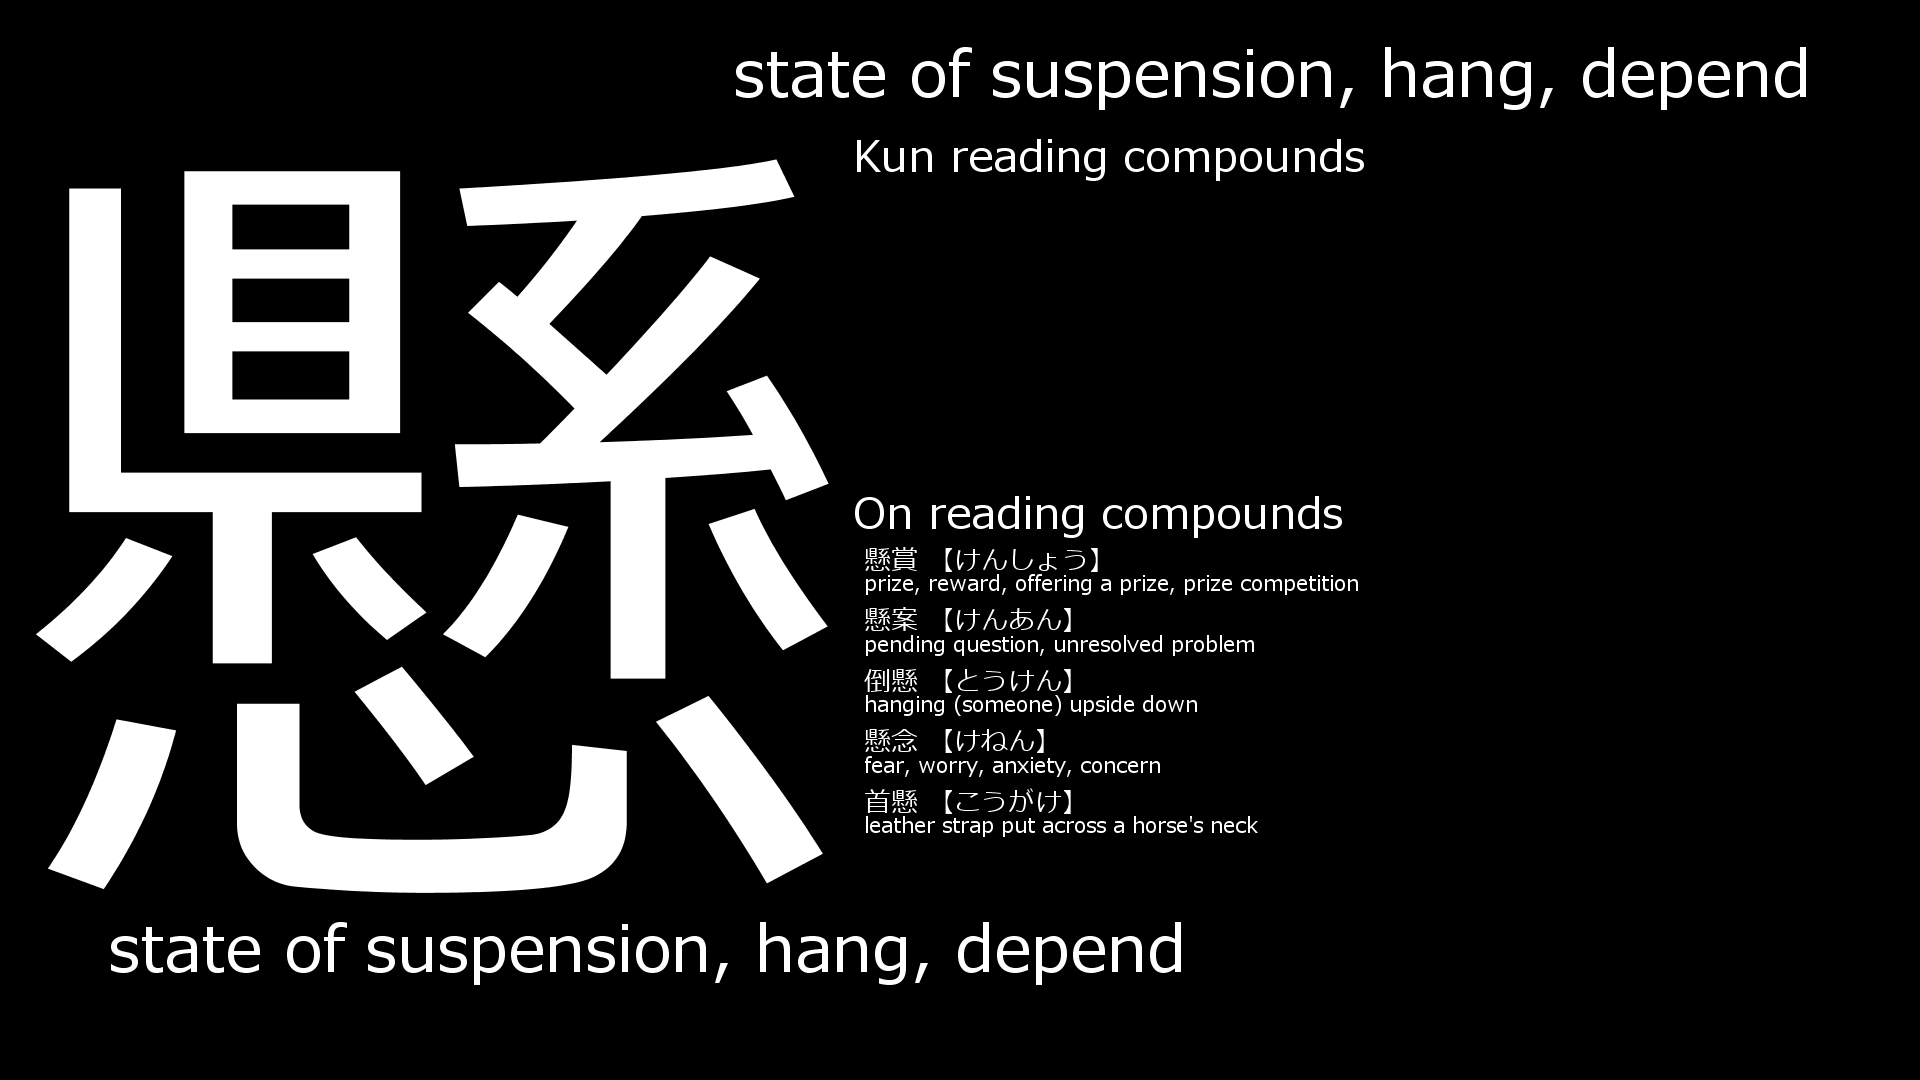 state of suspension, hang, depend
懸
Kun reading compounds
On reading compounds
懸賞 【けんしょう】
prize, reward, offering a prize, prize competition
懸案 【けんあん】
pending question, unresolved problem
倒懸 【とうけん】
hanging (someone) upside down
懸念 【けねん】
fear, worry, anxiety, concern
首懸 【こうがけ】
leather strap put across a horse's neck
state of suspension, hang, depend